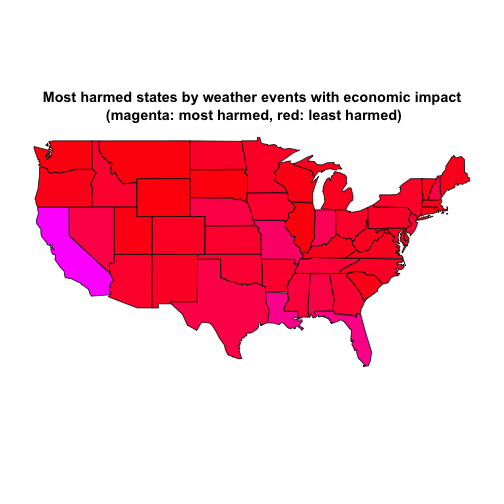 Most harmed states by weather events with economic impact
(magenta: most harmed, red: least harmed)